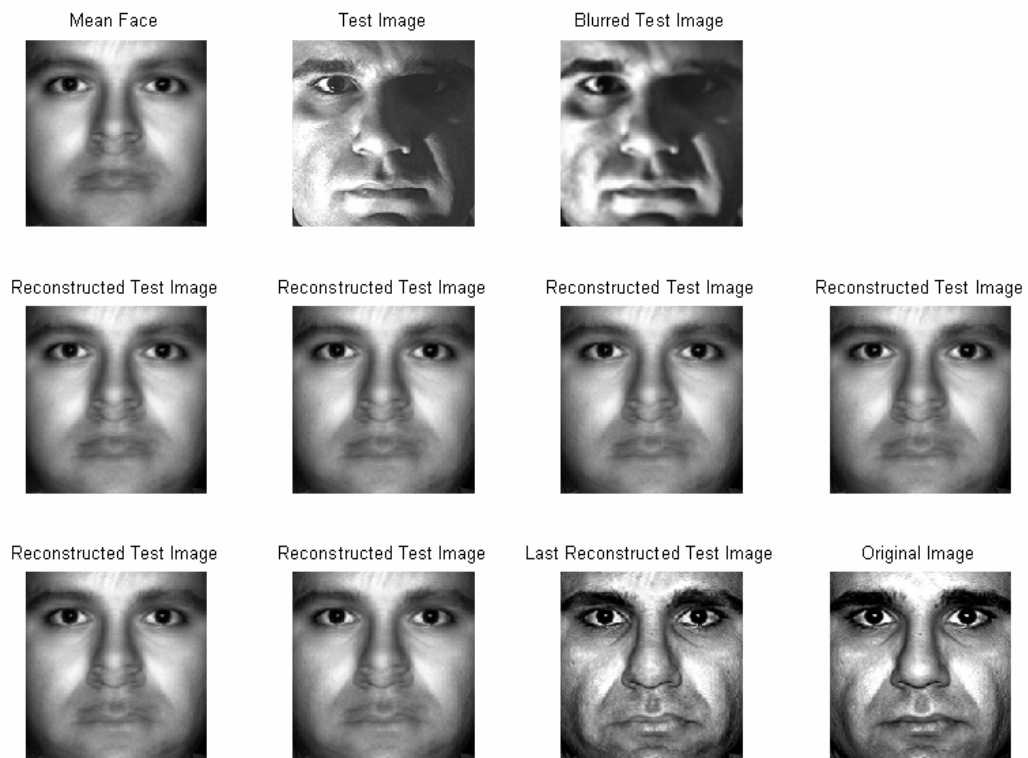 Mean Face
Test Image
Blurred Test Image
Reconstructed Test Image
Reconstructed Test Image
Reconstructed Test Image
Reconstructed Test Image
Reconstructed Test Image
Reconstructed Test Image
Last Reconstructed Test Image
Original Image